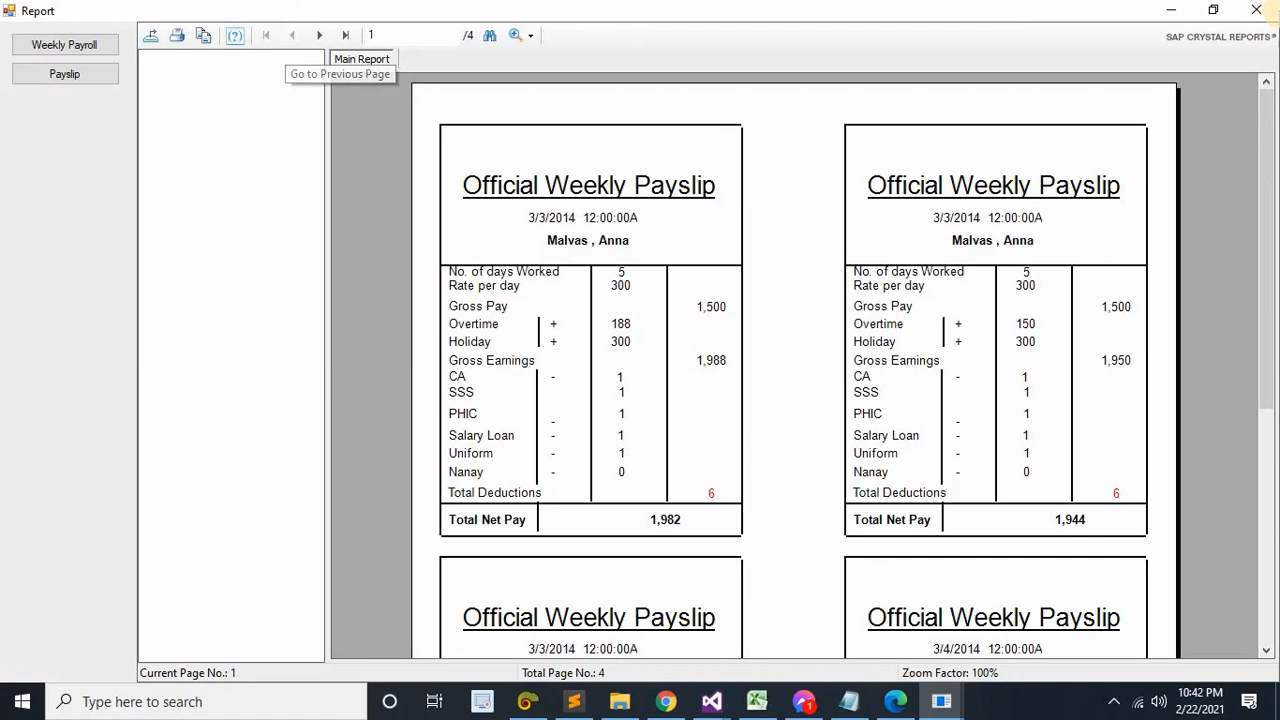 Report
Weekly Payroll
Payslip
(?)
1
/4
SAP CRYSTAL REPORTS®
Main Report
Go to Previous Page
Official Weekly Payslip
3/3/2014 12:00:00A
Malvas , Anna
No. of days Worked 5
Rate per day 300
Gross Pay 1,500
Overtime + 188
Holiday + 300
Gross Earnings 1,988
CA - 1
SSS 1
PHIC - 1
Salary Loan - 1
Uniform - 1
Nanay - 0
Total Deductions 6
Total Net Pay 1,982
Official Weekly Payslip
3/3/2014 12:00:00A
Malvas , Anna
No. of days Worked 5
Rate per day 300
Gross Pay 1,500
Overtime + 150
Holiday + 300
Gross Earnings 1,950
CA - 1
SSS 1
PHIC - 1
Salary Loan - 1
Uniform - 1
Nanay - 0
Total Deductions 6
Total Net Pay 1,944
Official Weekly Payslip
3/3/2014 12:00:00A
Official Weekly Payslip
3/4/2014 12:00:00A
Current Page No.: 1
Total Page No.: 4
Zoom Factor: 100%
Type here to search
1
10:42 PM
2/22/2021